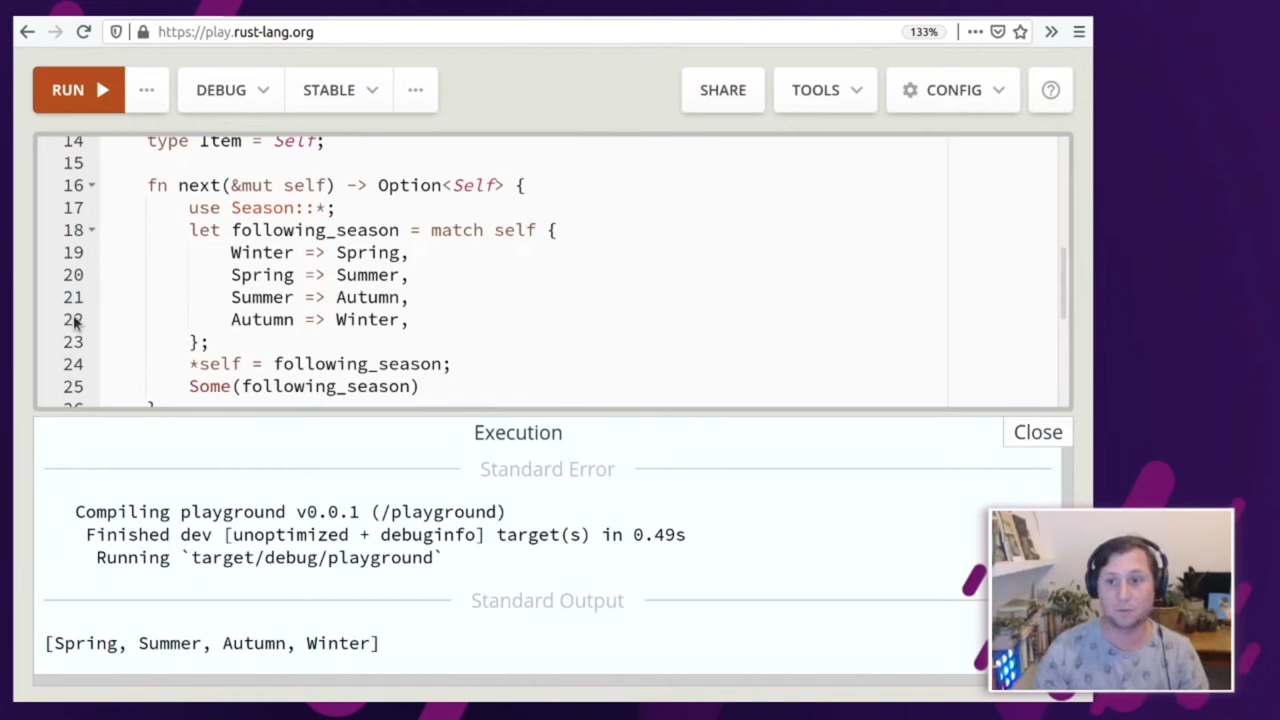 https://play.rust-lang.org
133%
RUN
DEBUG
STABLE
SHARE
TOOLS
CONFIG
14 type Item = Self;
15
16 fn next(&mut self) -> Option<Self> {
17 use Season::*;
18 let following_season = match self {
19 Winter => Spring,
20 Spring => Summer,
21 Summer => Autumn,
22 Autumn => Winter,
23 };
24 *self = following_season;
25 Some(following_season)
Execution
Close
Standard Error
Compiling playground v0.0.1 (/playground)
Finished dev [unoptimized + debuginfo] target(s) in 0.49s
Running `target/debug/playground`
Standard Output
[Spring, Summer, Autumn, Winter]